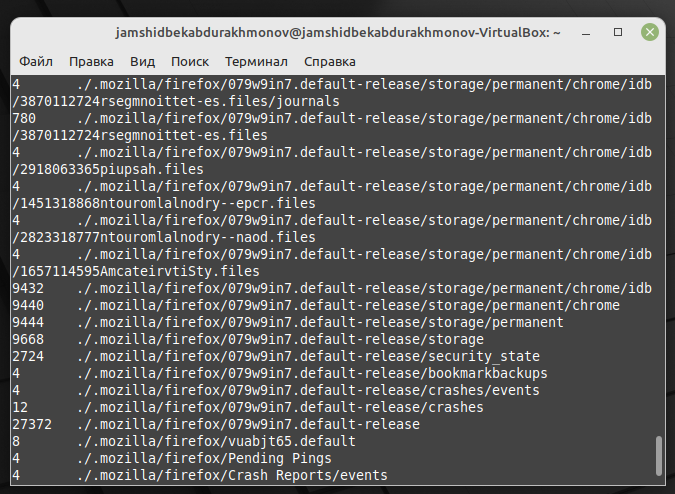 jamshidbekabdurakhmonov@jamshidbekabdurakhmonov-VirtualBox: ~
Файл Правка Вид Поиск Терминал Справка
4 ./.mozilla/firefox/079w9in7.default-release/storage/permanent/chrome/idb
/3870112724rsegmnoittet-es.files/journals
780 ./.mozilla/firefox/079w9in7.default-release/storage/permanent/chrome/idb
/3870112724rsegmnoittet-es.files
4 ./.mozilla/firefox/079w9in7.default-release/storage/permanent/chrome/idb
/2918063365piupsah.files
4 ./.mozilla/firefox/079w9in7.default-release/storage/permanent/chrome/idb
/1451318868ntouromlalnodry--epcr.files
4 ./.mozilla/firefox/079w9in7.default-release/storage/permanent/chrome/idb
/2823318777ntouromlalnodry--naod.files
4 ./.mozilla/firefox/079w9in7.default-release/storage/permanent/chrome/idb
/1657114595AmcateirvtiSty.files
9432 ./.mozilla/firefox/079w9in7.default-release/storage/permanent/chrome/idb
9440 ./.mozilla/firefox/079w9in7.default-release/storage/permanent/chrome
9444 ./.mozilla/firefox/079w9in7.default-release/storage/permanent
9668 ./.mozilla/firefox/079w9in7.default-release/storage
2724 ./.mozilla/firefox/079w9in7.default-release/security_state
4 ./.mozilla/firefox/079w9in7.default-release/bookmarkbackups
4 ./.mozilla/firefox/079w9in7.default-release/crashes/events
12 ./.mozilla/firefox/079w9in7.default-release/crashes
27372 ./.mozilla/firefox/079w9in7.default-release
8 ./.mozilla/firefox/vuabjt65.default
4 ./.mozilla/firefox/Pending Pings
4 ./.mozilla/firefox/Crash Reports/events